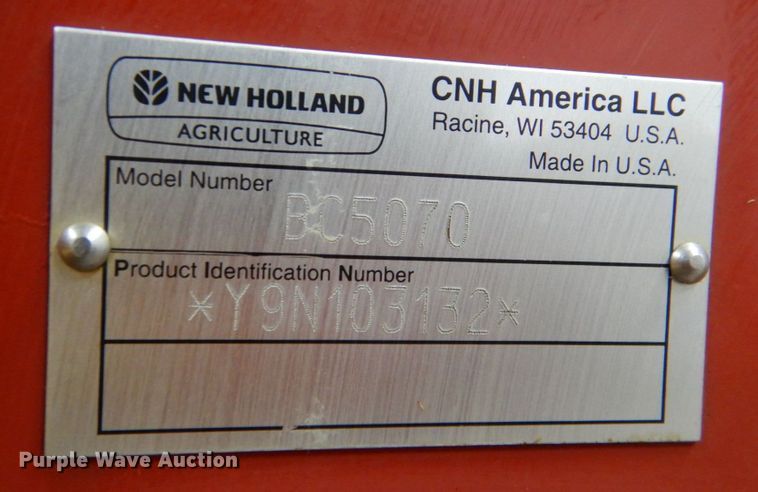 NEW HOLLAND
AGRICULTURE
CNH America LLC
Racine, WI 53404 U.S.A.
Made In U.S.A.
Model Number
BC5070
Product Identification Number
*Y9N103132*
Purple Wave Auction